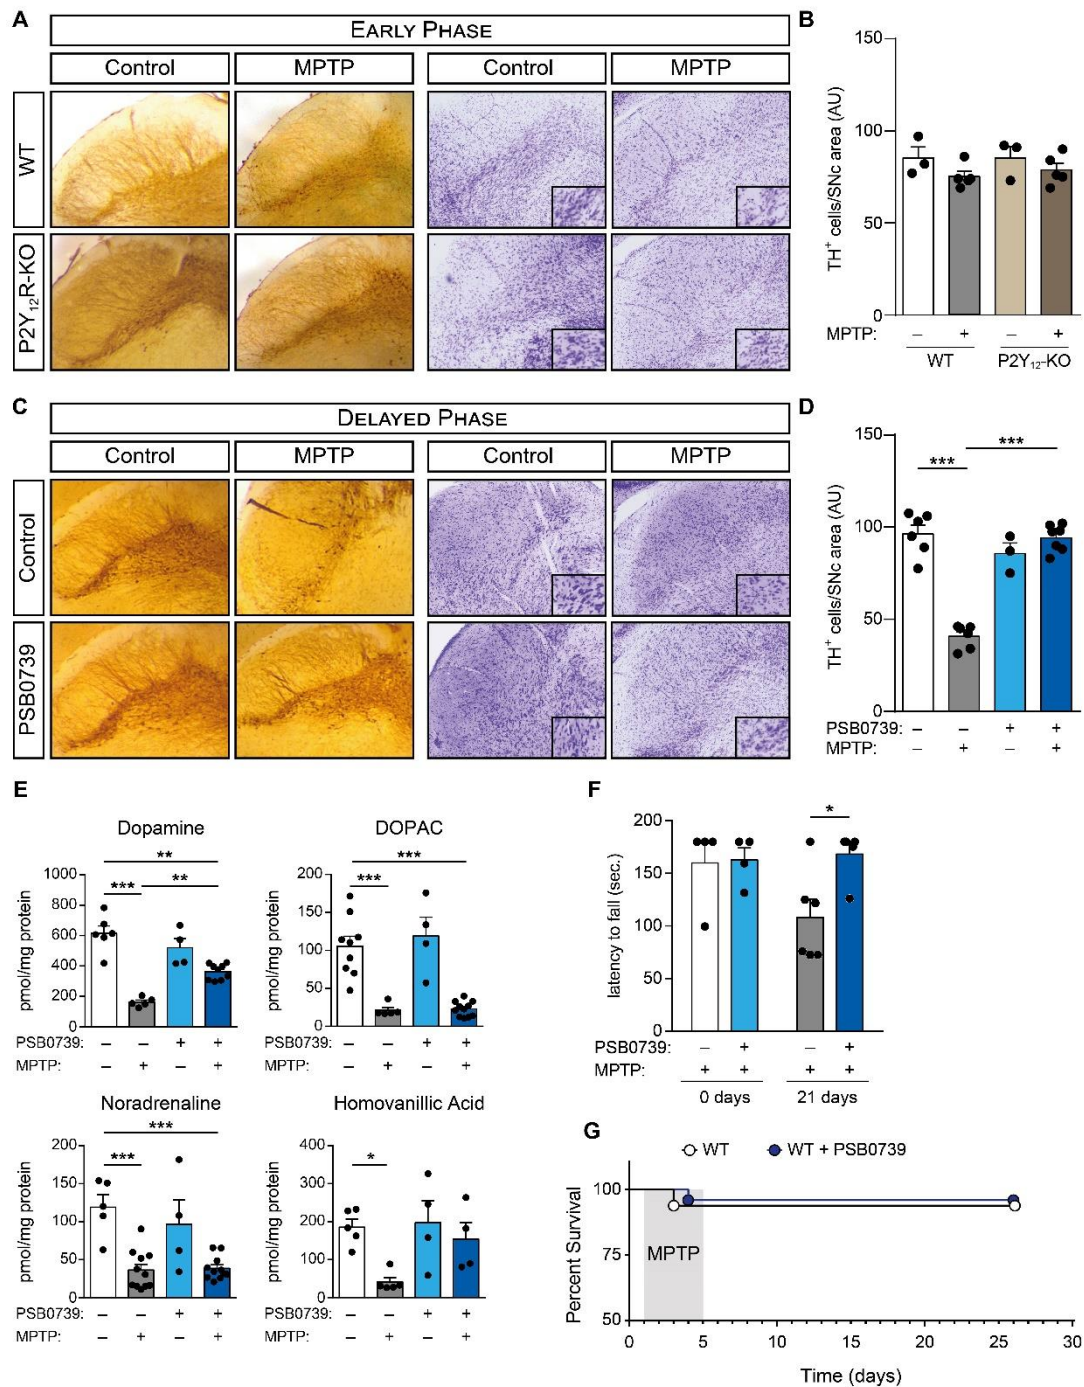 A
EARLY PHASE
Control
MPTP
Control
MPTP
WT
P2Y₁₂R-KO
B
TH⁺ cells/SNc area (AU)
150
100
50
0
MPTP: – + – +
WT P2Y₁₂-KO
C
DELAYED PHASE
Control
MPTP
Control
MPTP
Control
PSB0739
D
TH⁺ cells/SNc area (AU)
150
100
50
0
***
***
PSB0739: – – + +
MPTP: – + – +
E
Dopamine
pmol/mg protein
1000
800
600
400
200
0
**
***
**
PSB0739: – – + +
MPTP: – + – +
DOPAC
pmol/mg protein
200
150
100
50
0
***
***
PSB0739: – – + +
MPTP: – + – +
Noradrenaline
pmol/mg protein
200
150
100
50
0
***
***
PSB0739: – – + +
MPTP: – + – +
Homovanillic Acid
pmol/mg protein
400
300
200
100
0
*
PSB0739: – – + +
MPTP: – + – +
F
latency to fall (sec.)
200
150
100
50
0
*
PSB0739: – + – +
MPTP: + + + +
0 days 21 days
G
WT WT + PSB0739
Percent Survival
100
75
50
MPTP
0 5 10 15 20 25 30
Time (days)